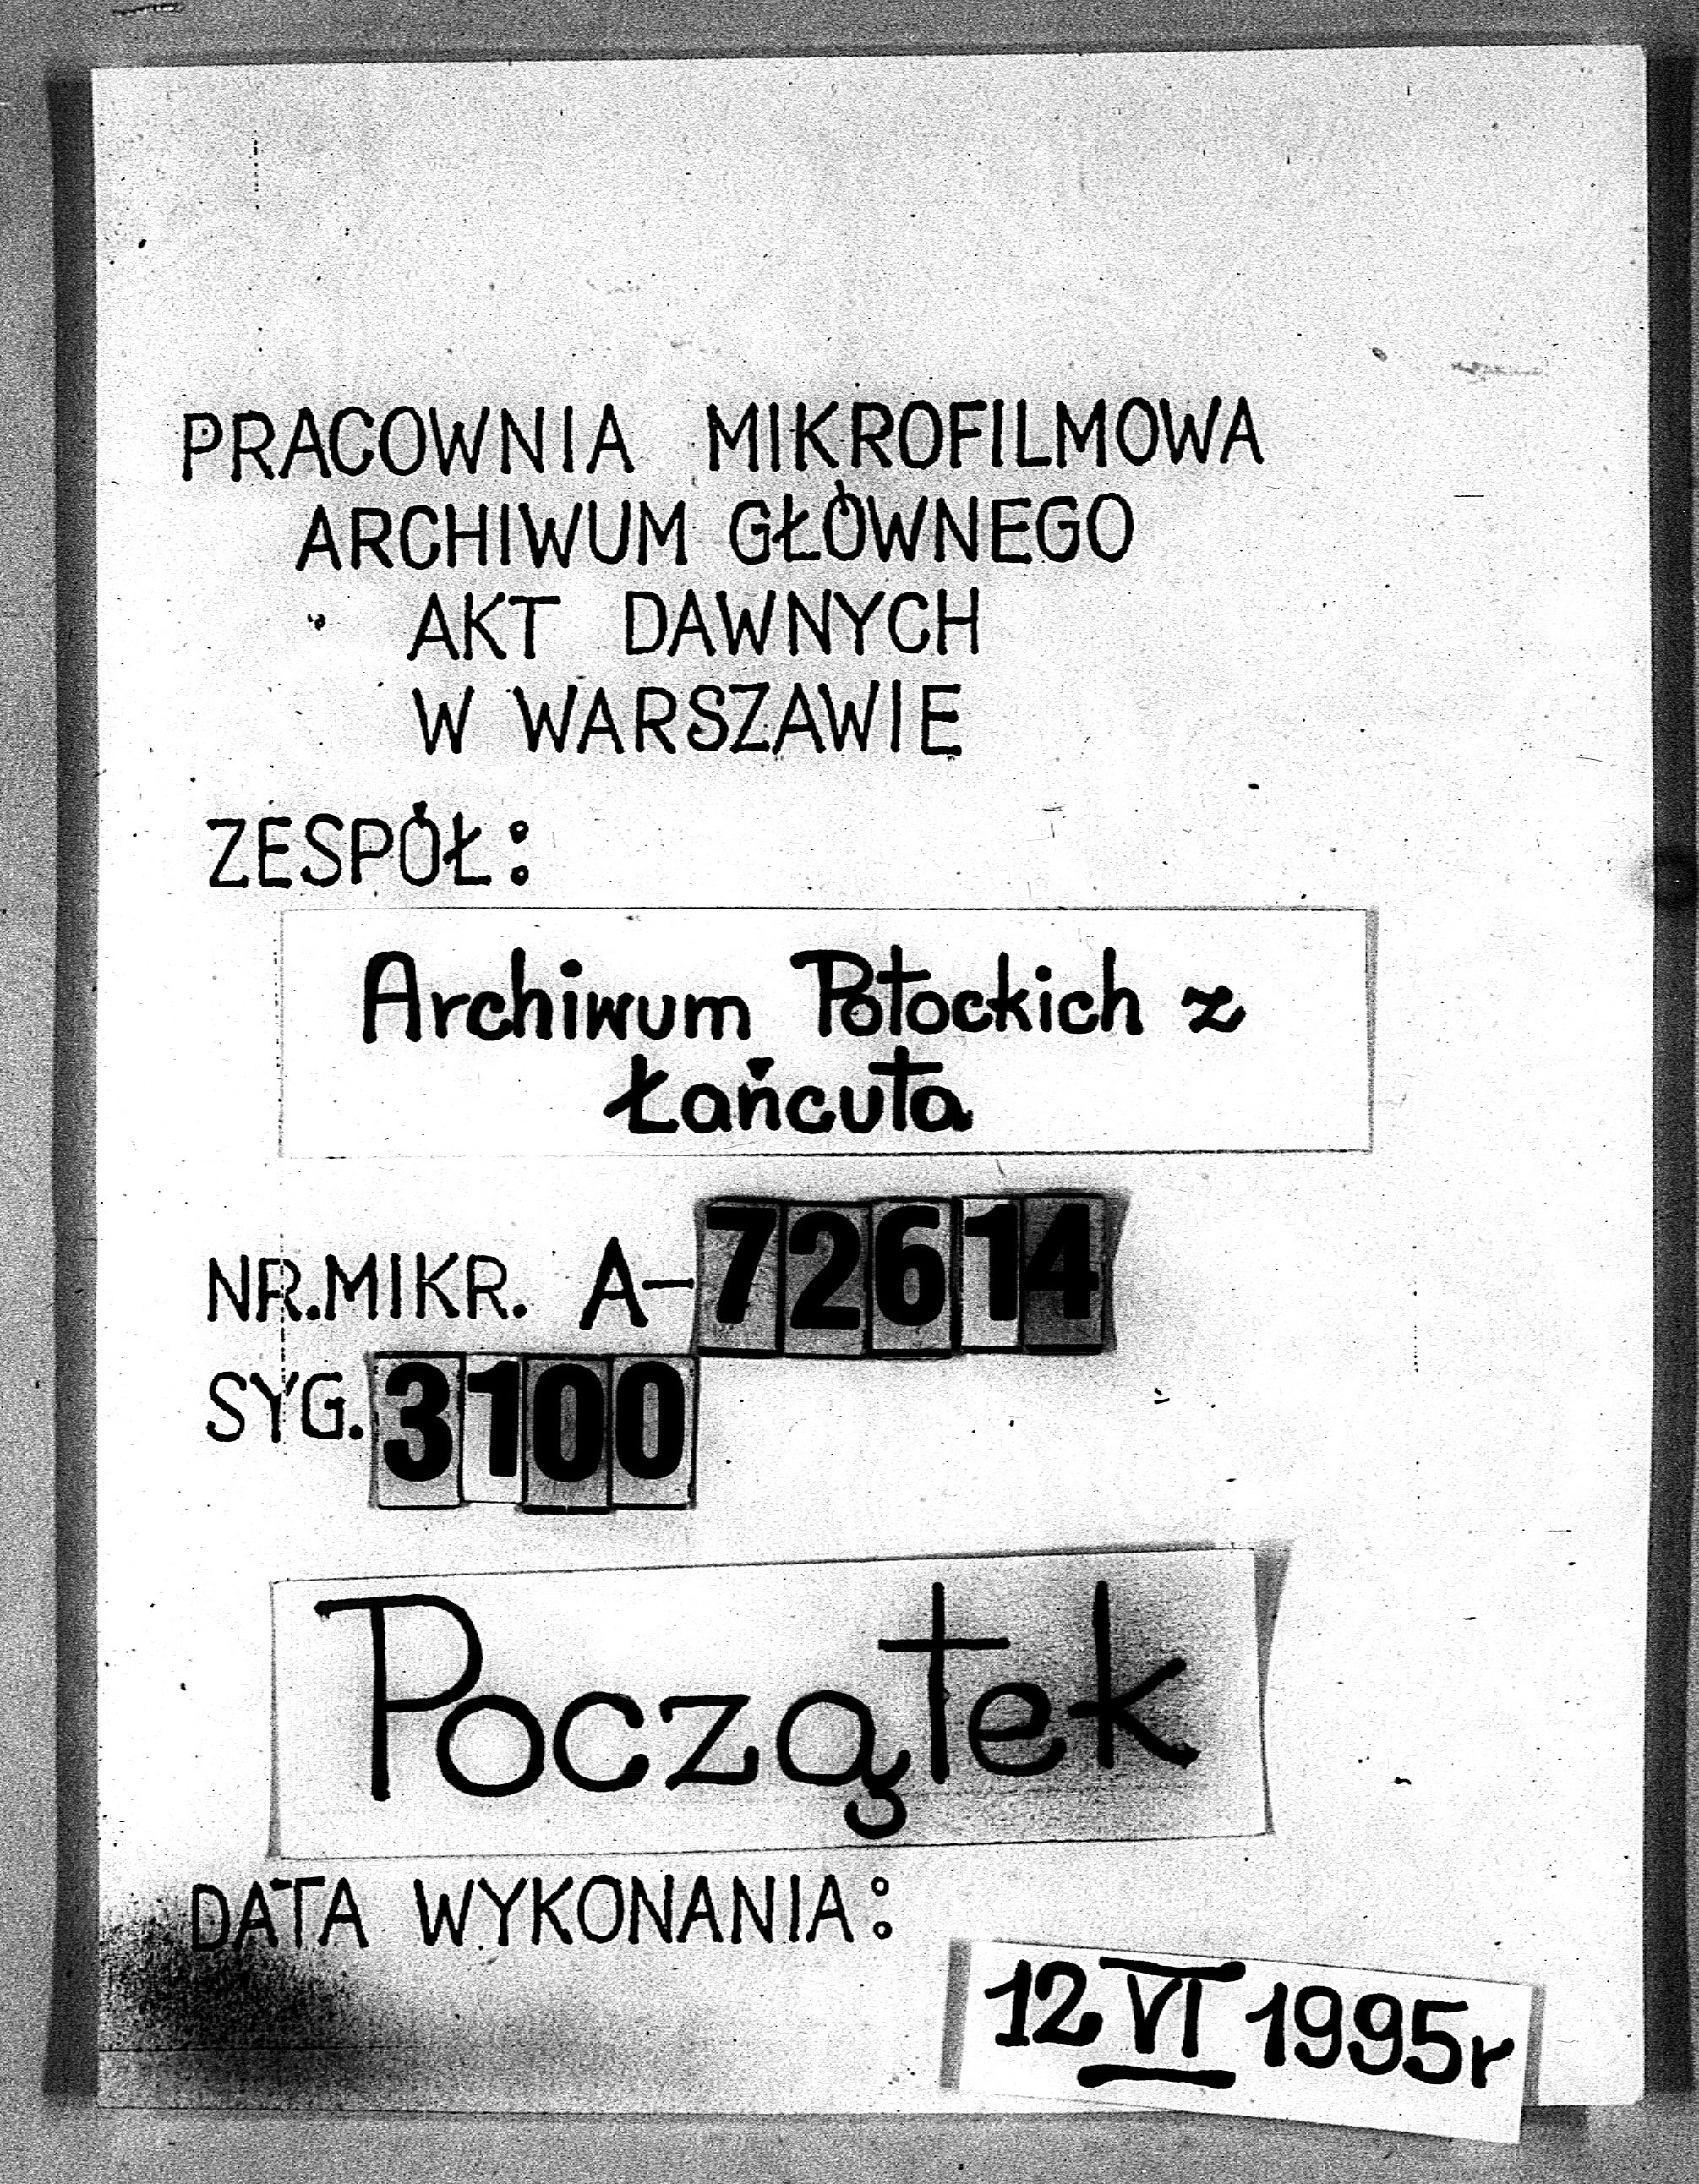 PRACOWNIA MIKROFILMOWA
ARCHIWUM GŁÓWNEGO
AKT DAWNYCH
W WARSZAWIE
ZESPÓŁ:
Archiwum Potockich z
Łańcuta
NR.MIKR. A-72614
SYG. 3100
Początek
DATA WYKONANIA:
12 VI 1995r